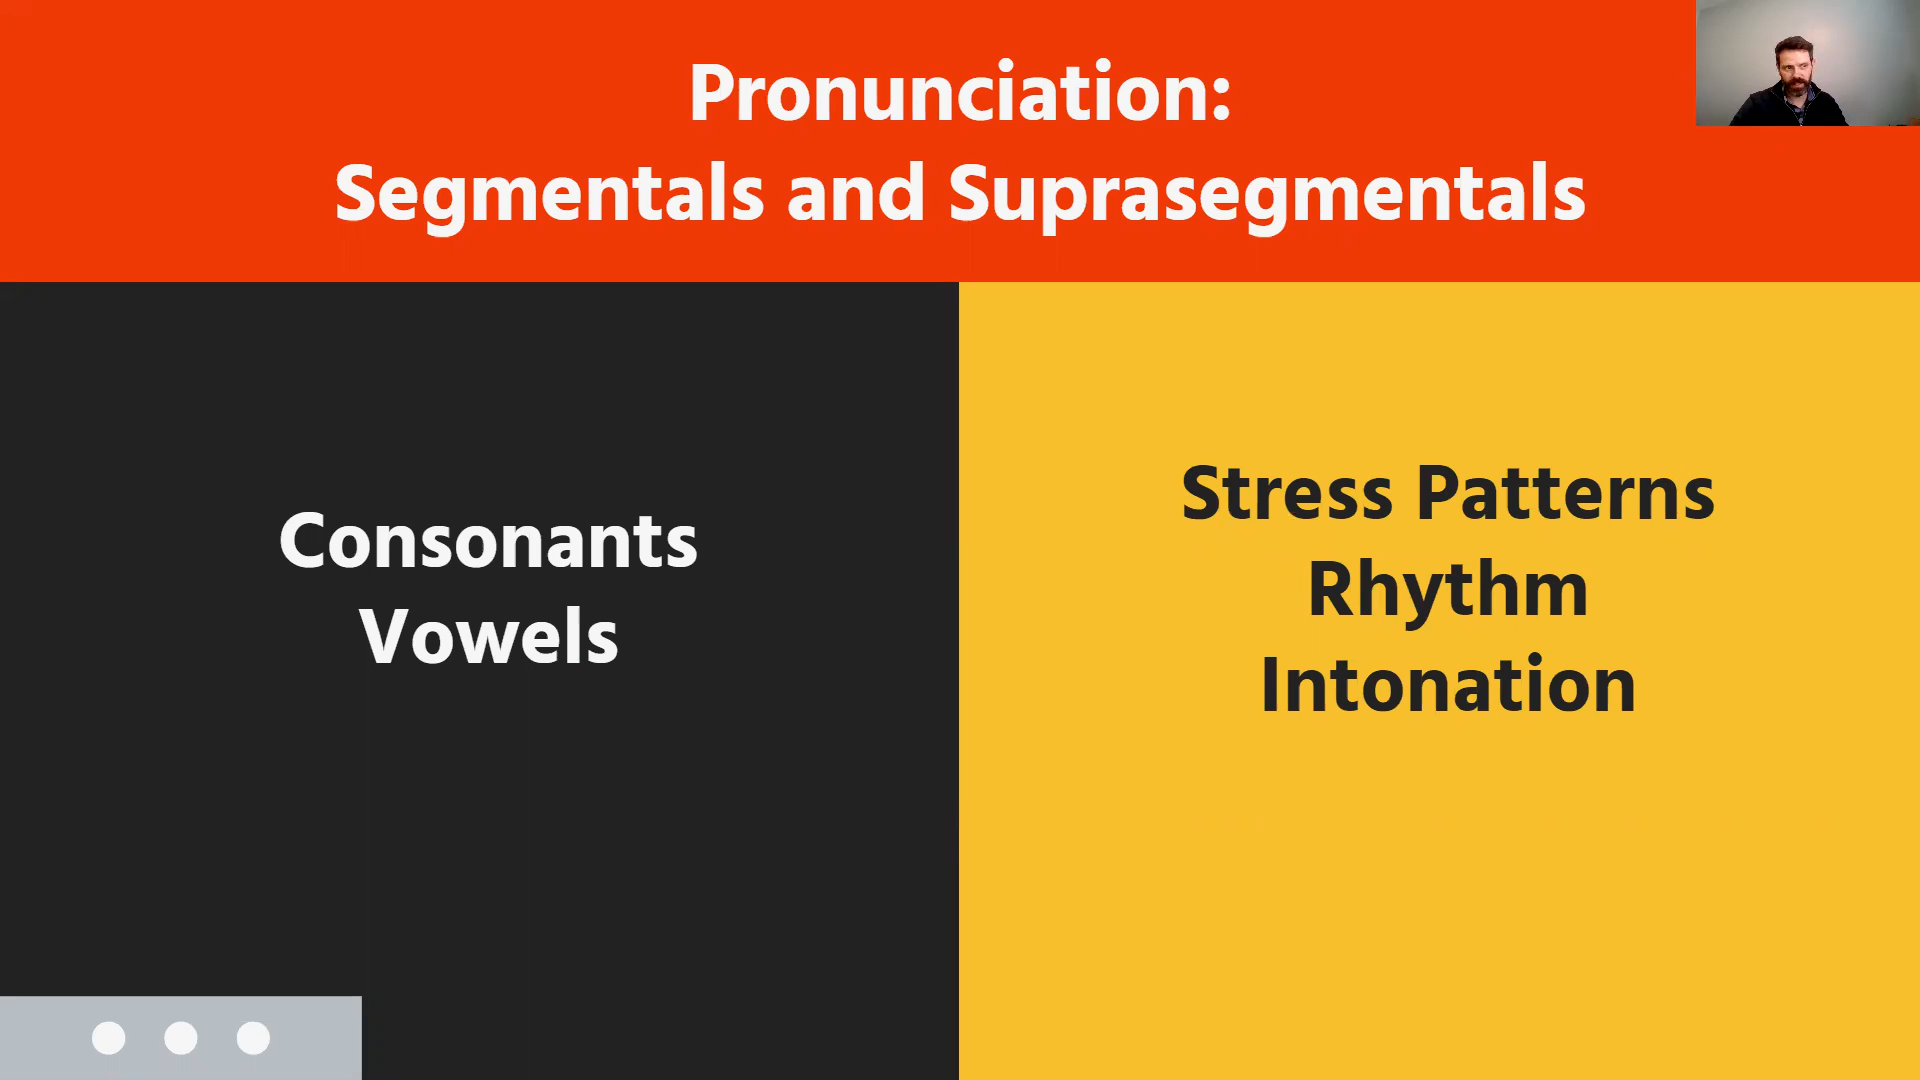 Pronunciation:
Segmentals and Suprasegmentals
Consonants
Vowels
Stress Patterns
Rhythm
Intonation